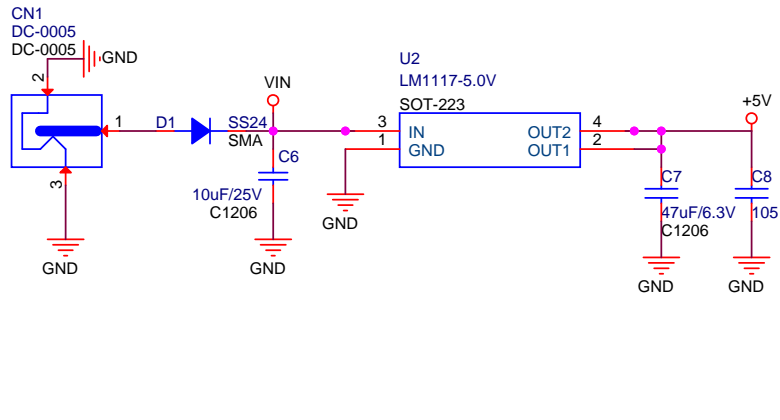 CN1
DC-0005
DC-0005
GND
2
1
3
GND
D1
SS24
SMA
VIN
C6
10uF/25V
C1206
GND
U2
LM1117-5.0V
SOT-223
3
IN
1
GND
OUT2
4
OUT1
2
GND
+5V
C7
47uF/6.3V
C1206
GND
C8
105
GND